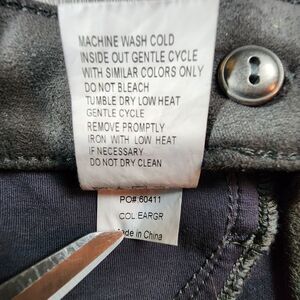 MACHINE WASH COLD
INSIDE OUT GENTLE CYCLE
WITH SIMILAR COLORS ONLY
DO NOT BLEACH
TUMBLE DRY LOW HEAT
GENTLE CYCLE
REMOVE PROMPTLY
IRON WITH LOW HEAT
IF NECESSARY
DO NOT DRY CLEAN
PO# 60411
COL EARGR
ade in China